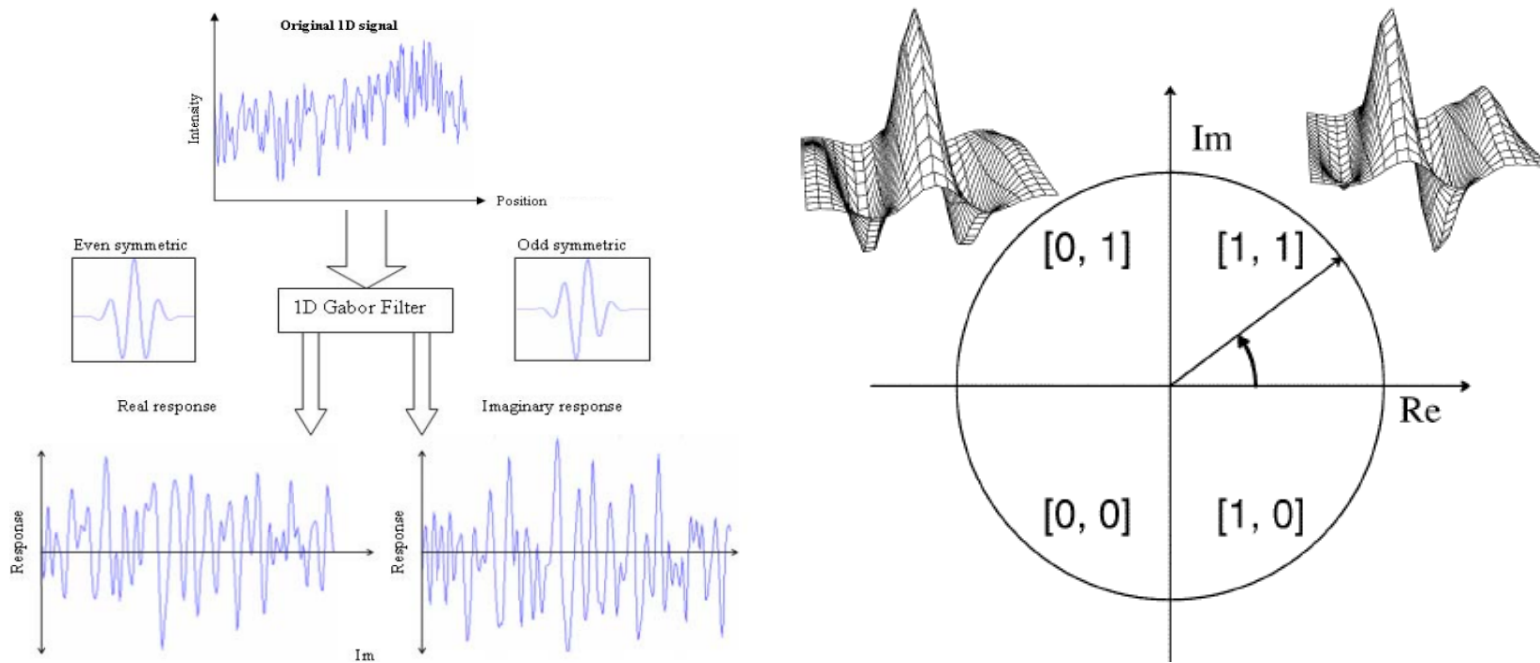 Original 1D signal
Intensity
Position
Even symmetric
Odd symmetric
1D Gabor Filter
Real response
Imaginary response
Response
Response
Im
Im
[0, 1]
[1, 1]
Re
[0, 0]
[1, 0]